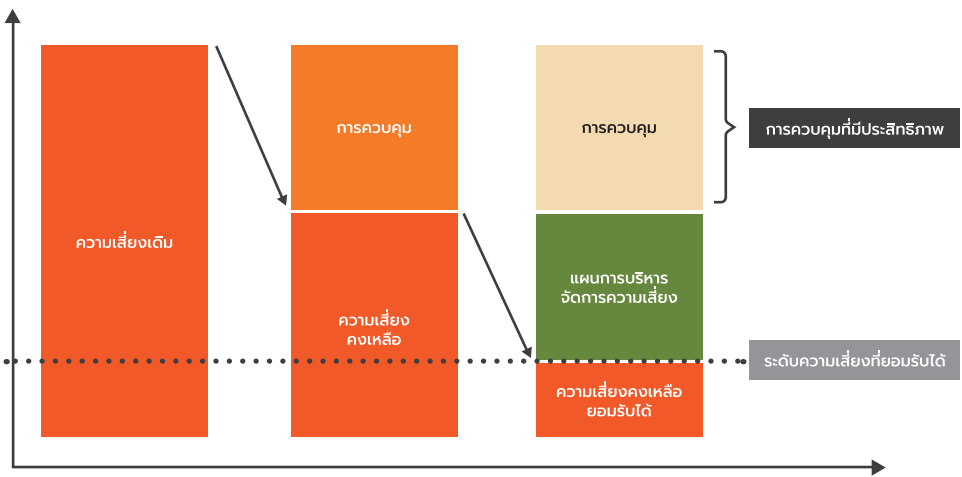 การควบคุม
การควบคุม
การควบคุมที่มีประสิทธิภาพ
ความเสี่ยงเดิม
แผนการบริหาร
จัดการความเสี่ยง
ความเสี่ยง
คงเหลือ
ระดับความเสี่ยงที่ยอมรับได้
ความเสี่ยงคงเหลือ
ยอมรับได้